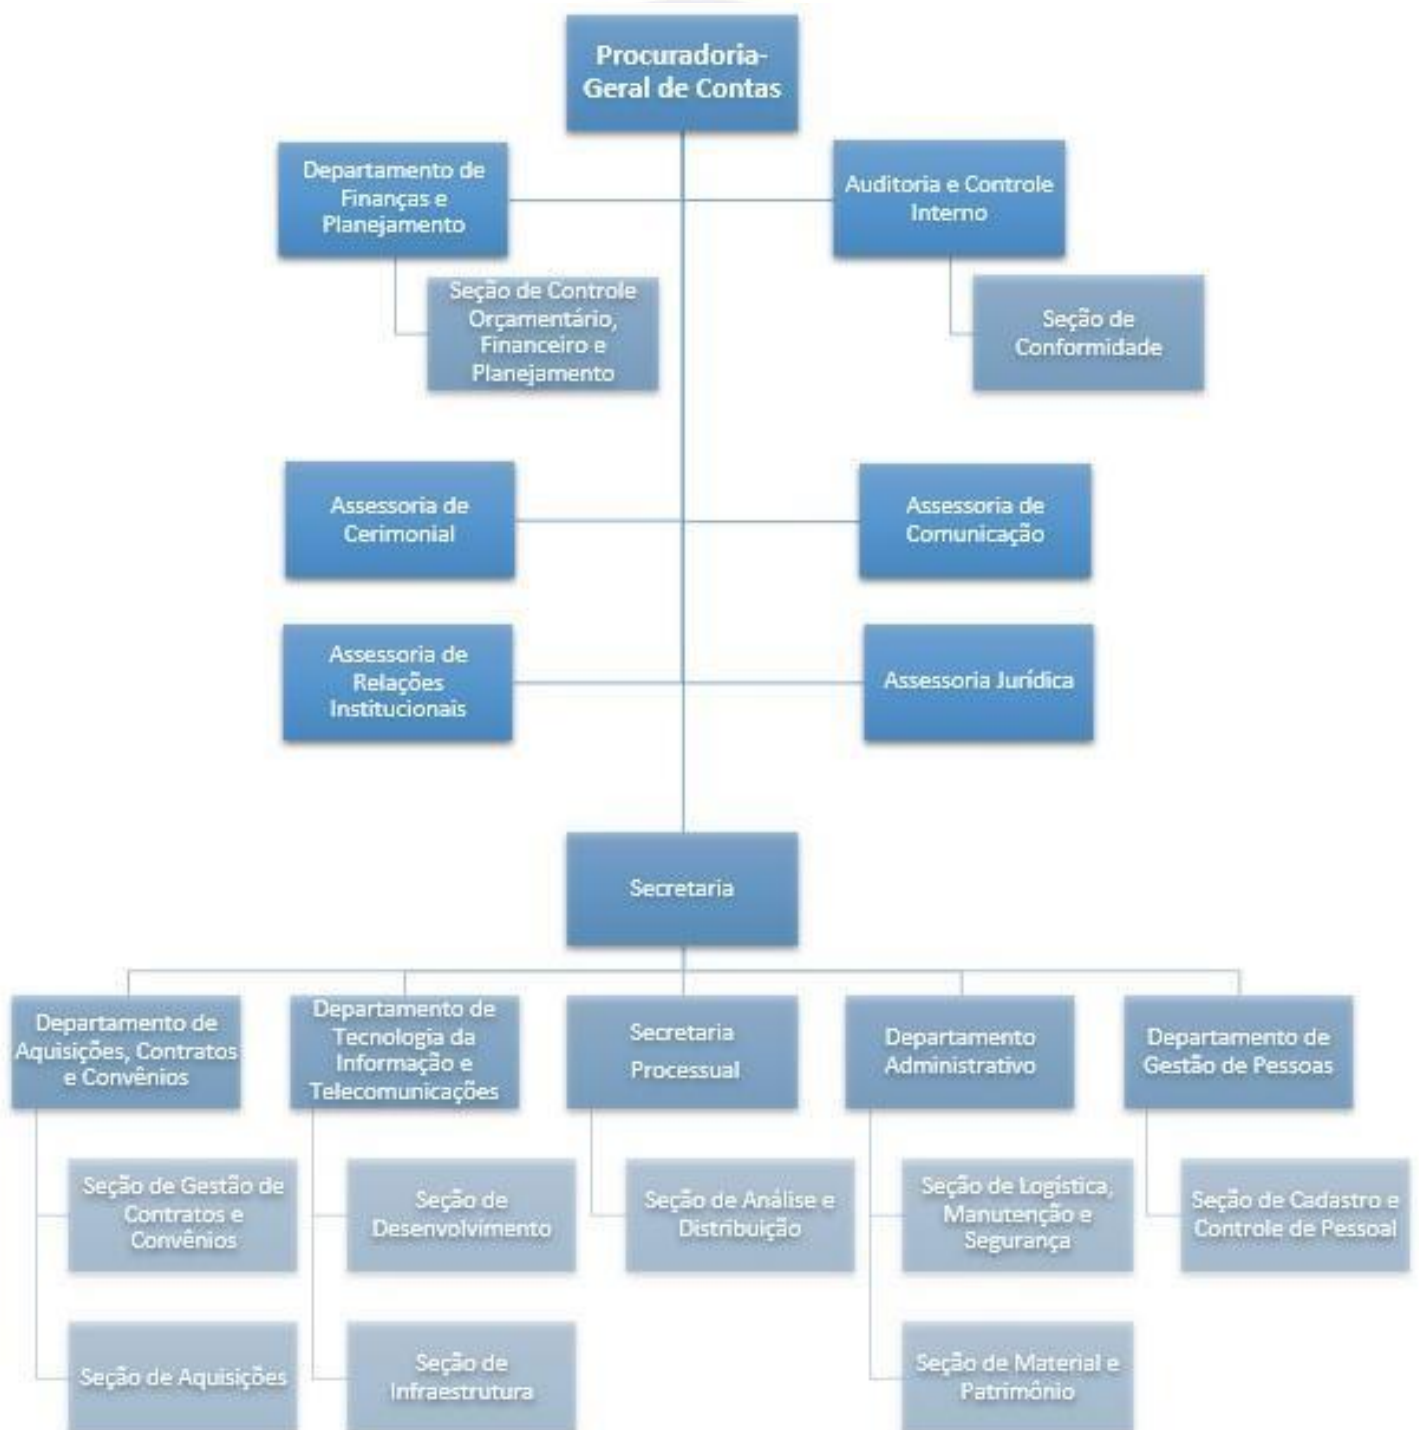 Procuradoria-
Geral de Contas
Departamento de
Finanças e
Planejamento
Auditoria e Controle
Interno
Seção de Controle
Orçamentário,
Financeiro e
Planejamento
Seção de
Conformidade
Assessoria de
Cerimonial
Assessoria de
Comunicação
Assessoria de
Relações
Institucionais
Assessoria Jurídica
Secretaria
Departamento de
Aquisições, Contratos
e Convênios
Departamento de
Tecnologia da
Informação e
Telecomunicações
Secretaria
Processual
Departamento
Administrativo
Departamento de
Gestão de Pessoas
Seção de Gestão de
Contratos e
Convênios
Seção de
Desenvolvimento
Seção de Análise e
Distribuição
Seção de Logística,
Manutenção e
Segurança
Seção de Cadastro e
Controle de Pessoal
Seção de Aquisições
Seção de
Infraestrutura
Seção de Material e
Patrimônio